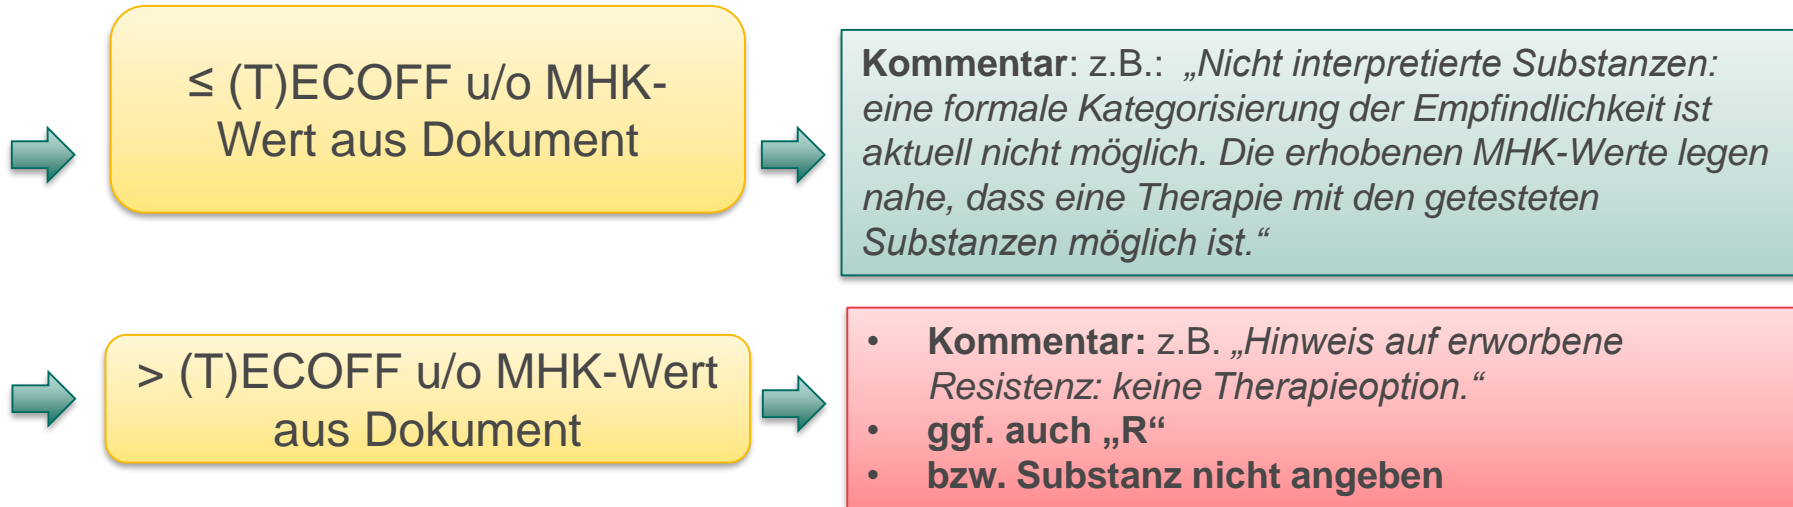 ≤ (T)ECOFF u/o MHK-
Wert aus Dokument
Kommentar: z.B.: „Nicht interpretierte Substanzen:
eine formale Kategorisierung der Empfindlichkeit ist
aktuell nicht möglich. Die erhobenen MHK-Werte legen
nahe, dass eine Therapie mit den getesteten
Substanzen möglich ist.“
> (T)ECOFF u/o MHK-Wert
aus Dokument
• Kommentar: z.B. „Hinweis auf erworbene
Resistenz: keine Therapieoption.“
• ggf. auch „R“
• bzw. Substanz nicht angeben